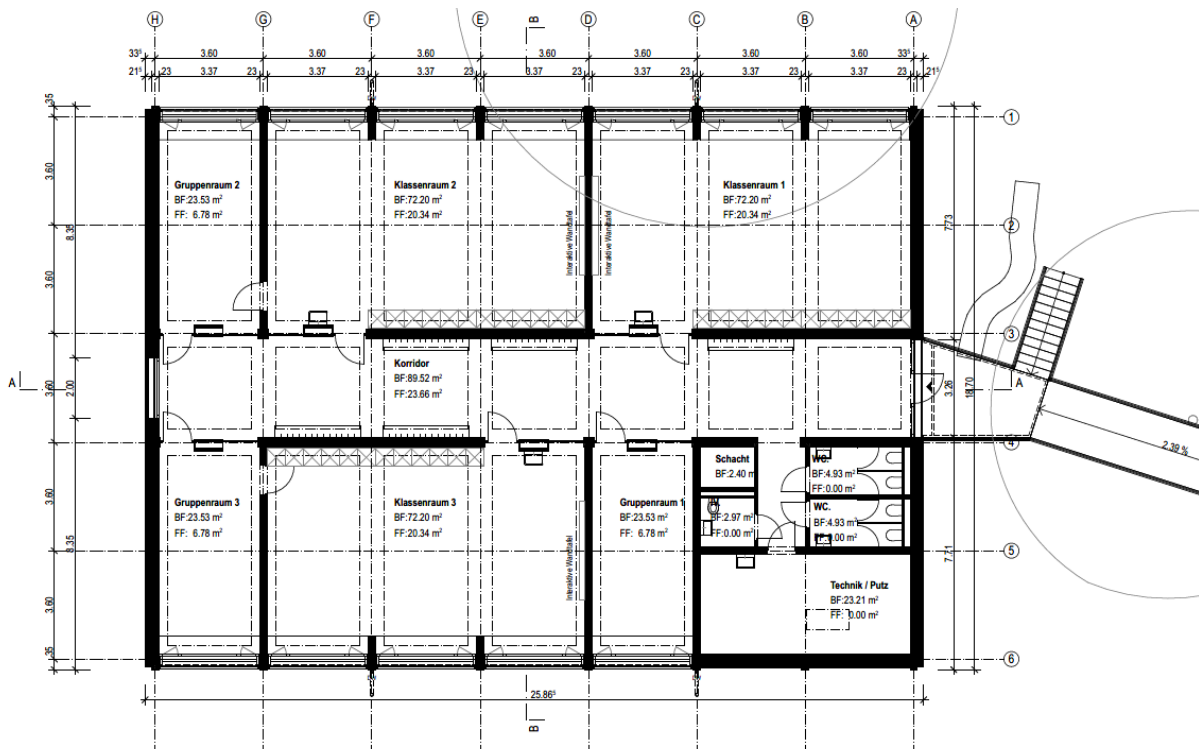 H G F E D C B A
B
33⁵ 3.60 3.60 3.60 3.60 3.60 3.60 3.60 33⁵
21⁵ 23 3.37 23 3.37 23 3.37 23 3.37 23 3.37 23 3.37 23 3.37 23 21⁵
35
1
3.60
Gruppenraum 2
BF:23.53 m²
FF: 6.78 m²
Klassenraum 2
BF:72.20 m²
FF:20.34 m²
Klassenraum 1
BF:72.20 m²
FF:20.34 m²
Interaktive Wandtafel
Interaktive Wandtafel
8.35
7.73
2
3.60
3
Korridor
BF:89.52 m²
FF:23.66 m²
A
3.60
2.00
3.26
18.70
A
4
2.39 %
Schacht
BF:2.40 m
WC.
BF:4.93 m²
FF:0.00 m²
3.60
Gruppenraum 3
BF:23.53 m²
FF: 6.78 m²
Klassenraum 3
BF:72.20 m²
FF:20.34 m²
Gruppenraum 1
BF:23.53 m²
FF: 6.78 m²
BF:2.97 m²
FF:0.00 m²
WC.
BF:4.93 m²
FF:0.00 m²
Interaktive Wandtafel
8.35
7.71
5
3.60
Technik / Putz
BF:23.21 m²
FF: 0.00 m²
35
6
25.86⁵
B